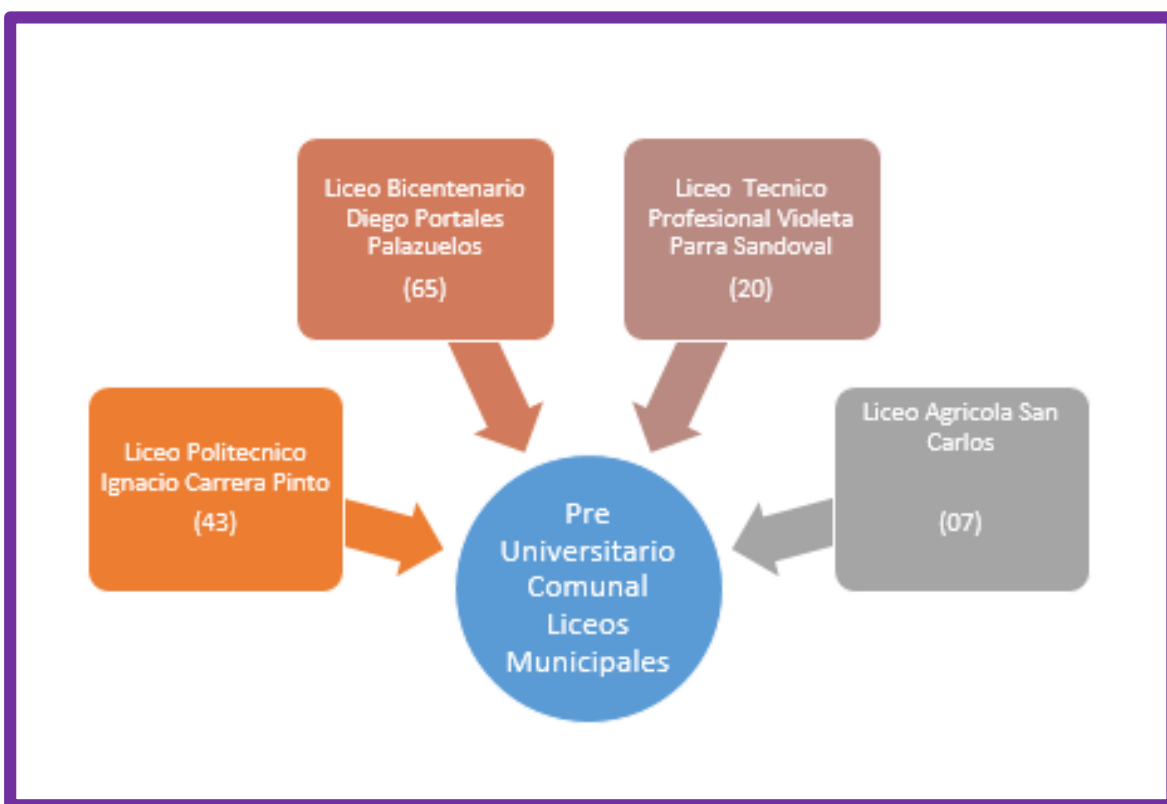 Liceo Bicentenario
Diego Portales
Palazuelos
(65)
Liceo Tecnico
Profesional Violeta
Parra Sandoval
(20)
Liceo Politecnico
Ignacio Carrera Pinto
(43)
Liceo Agricola San
Carlos
(07)
Pre
Universitario
Comunal
Liceos
Municipales